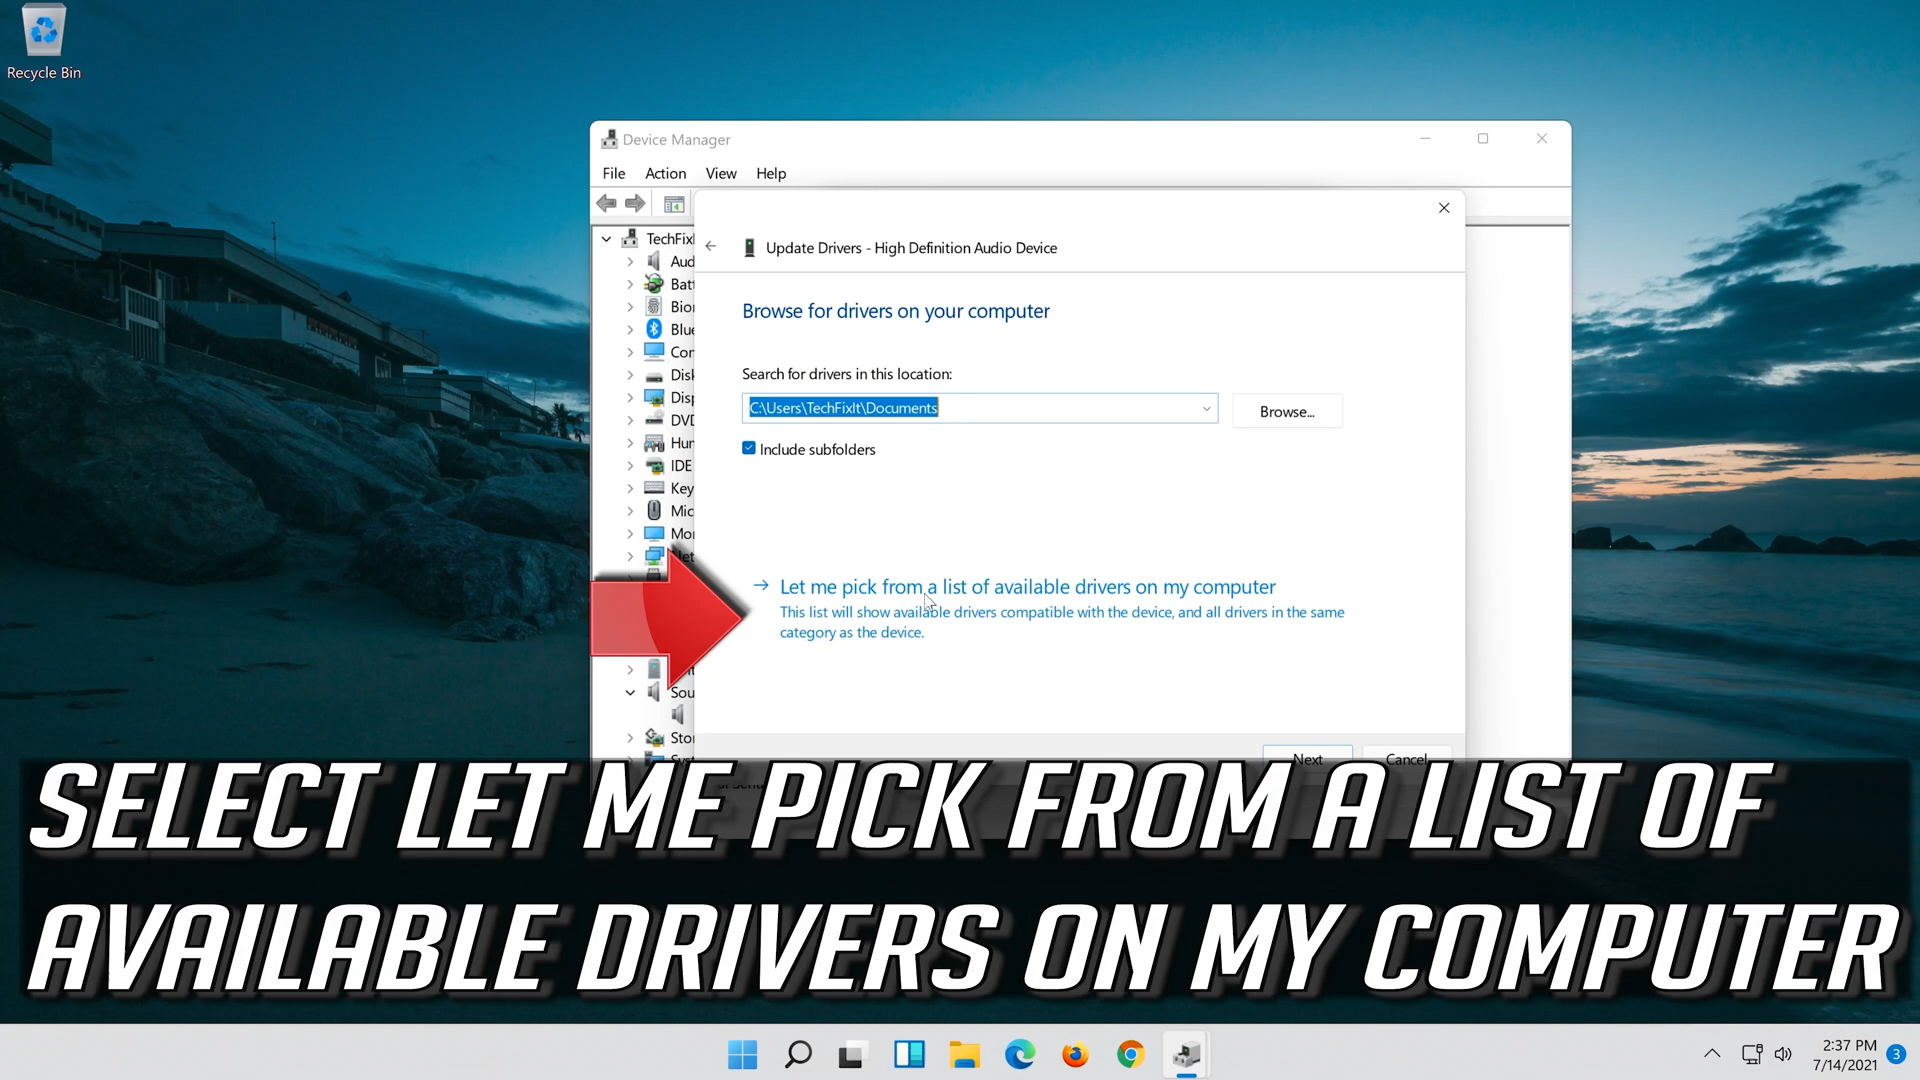 Recycle Bin
Device Manager
File Action View Help
TechFixI
Update Drivers - High Definition Audio Device
Aud
Batt
Bior
Blue
Con
Disk
Disp
DVD
Hum
IDE
Key
Mic
Mon
Net
Browse for drivers on your computer
Search for drivers in this location:
C:\Users\TechFixIt\Documents
Browse...
Include subfolders
Let me pick from a list of available drivers on my computer
This list will show available drivers compatible with the device, and all drivers in the same
category as the device.
Sou
Stor
Next Cancel
SELECT LET ME PICK FROM A LIST OF
AVAILABLE DRIVERS ON MY COMPUTER
2:37 PM
7/14/2021
3